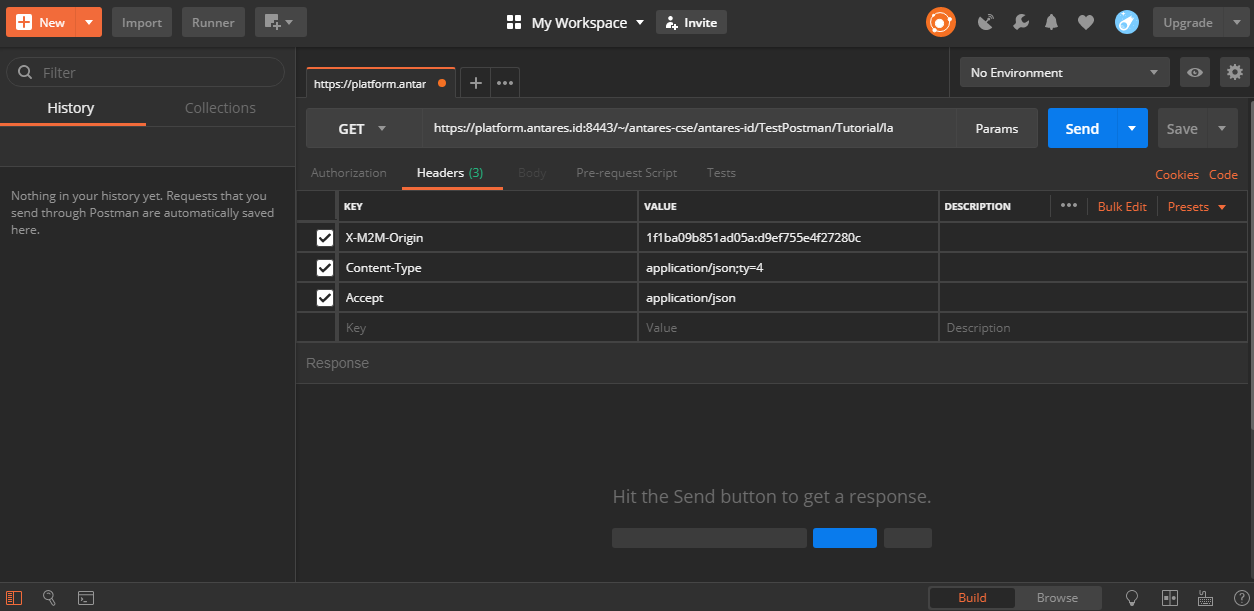 New Import Runner My Workspace Invite Upgrade
Filter
History Collections
Nothing in your history yet. Requests that you
send through Postman are automatically saved
here.
https://platform.antar
No Environment
GET https://platform.antares.id:8443/~/antares-cse/antares-id/TestPostman/Tutorial/la Params Send Save
Authorization Headers (3) Body Pre-request Script Tests Cookies Code
KEY VALUE DESCRIPTION Bulk Edit Presets
X-M2M-Origin 1f1ba09b851ad05a:d9ef755e4f27280c
Content-Type application/json;ty=4
Accept application/json
Key Value Description
Response
Hit the Send button to get a response.
Build Browse